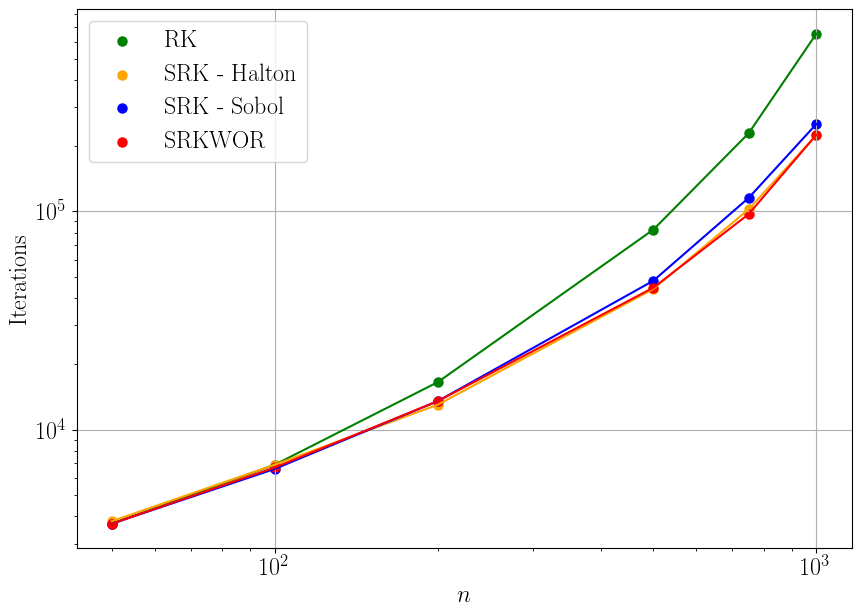 RK
SRK - Halton
SRK - Sobol
SRKWOR
10^5
10^4
Iterations
10^2
10^3
n